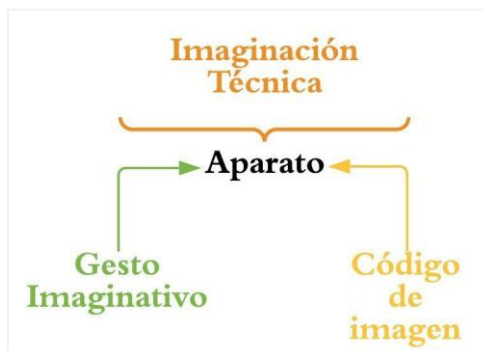 Imaginación
Técnica
Aparato
Gesto
Imaginativo
Código
de
imagen